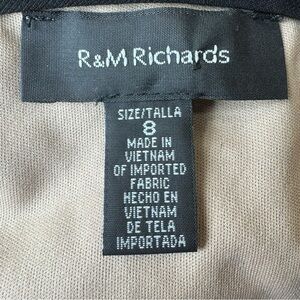 R&M Richards
SIZE/TALLA
8
MADE IN
VIETNAM
OF IMPORTED
FABRIC
HECHO EN
VIETNAM
DE TELA
IMPORTADA